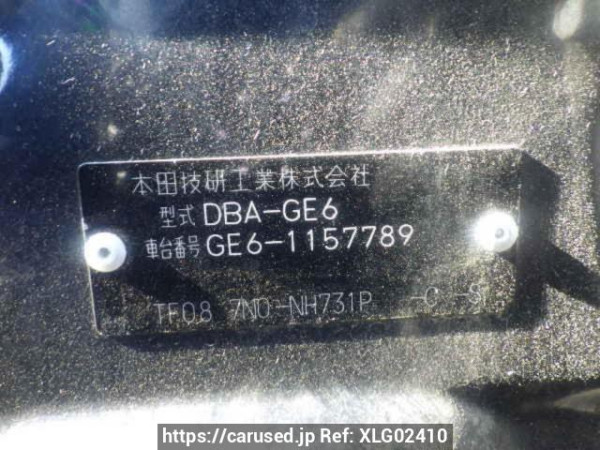 本田技研工業株式会社
型式 DBA-GE6
車台番号 GE6-1157789
TF08 7N0-NH731P -C -S
https://carused.jp Ref: XLG02410